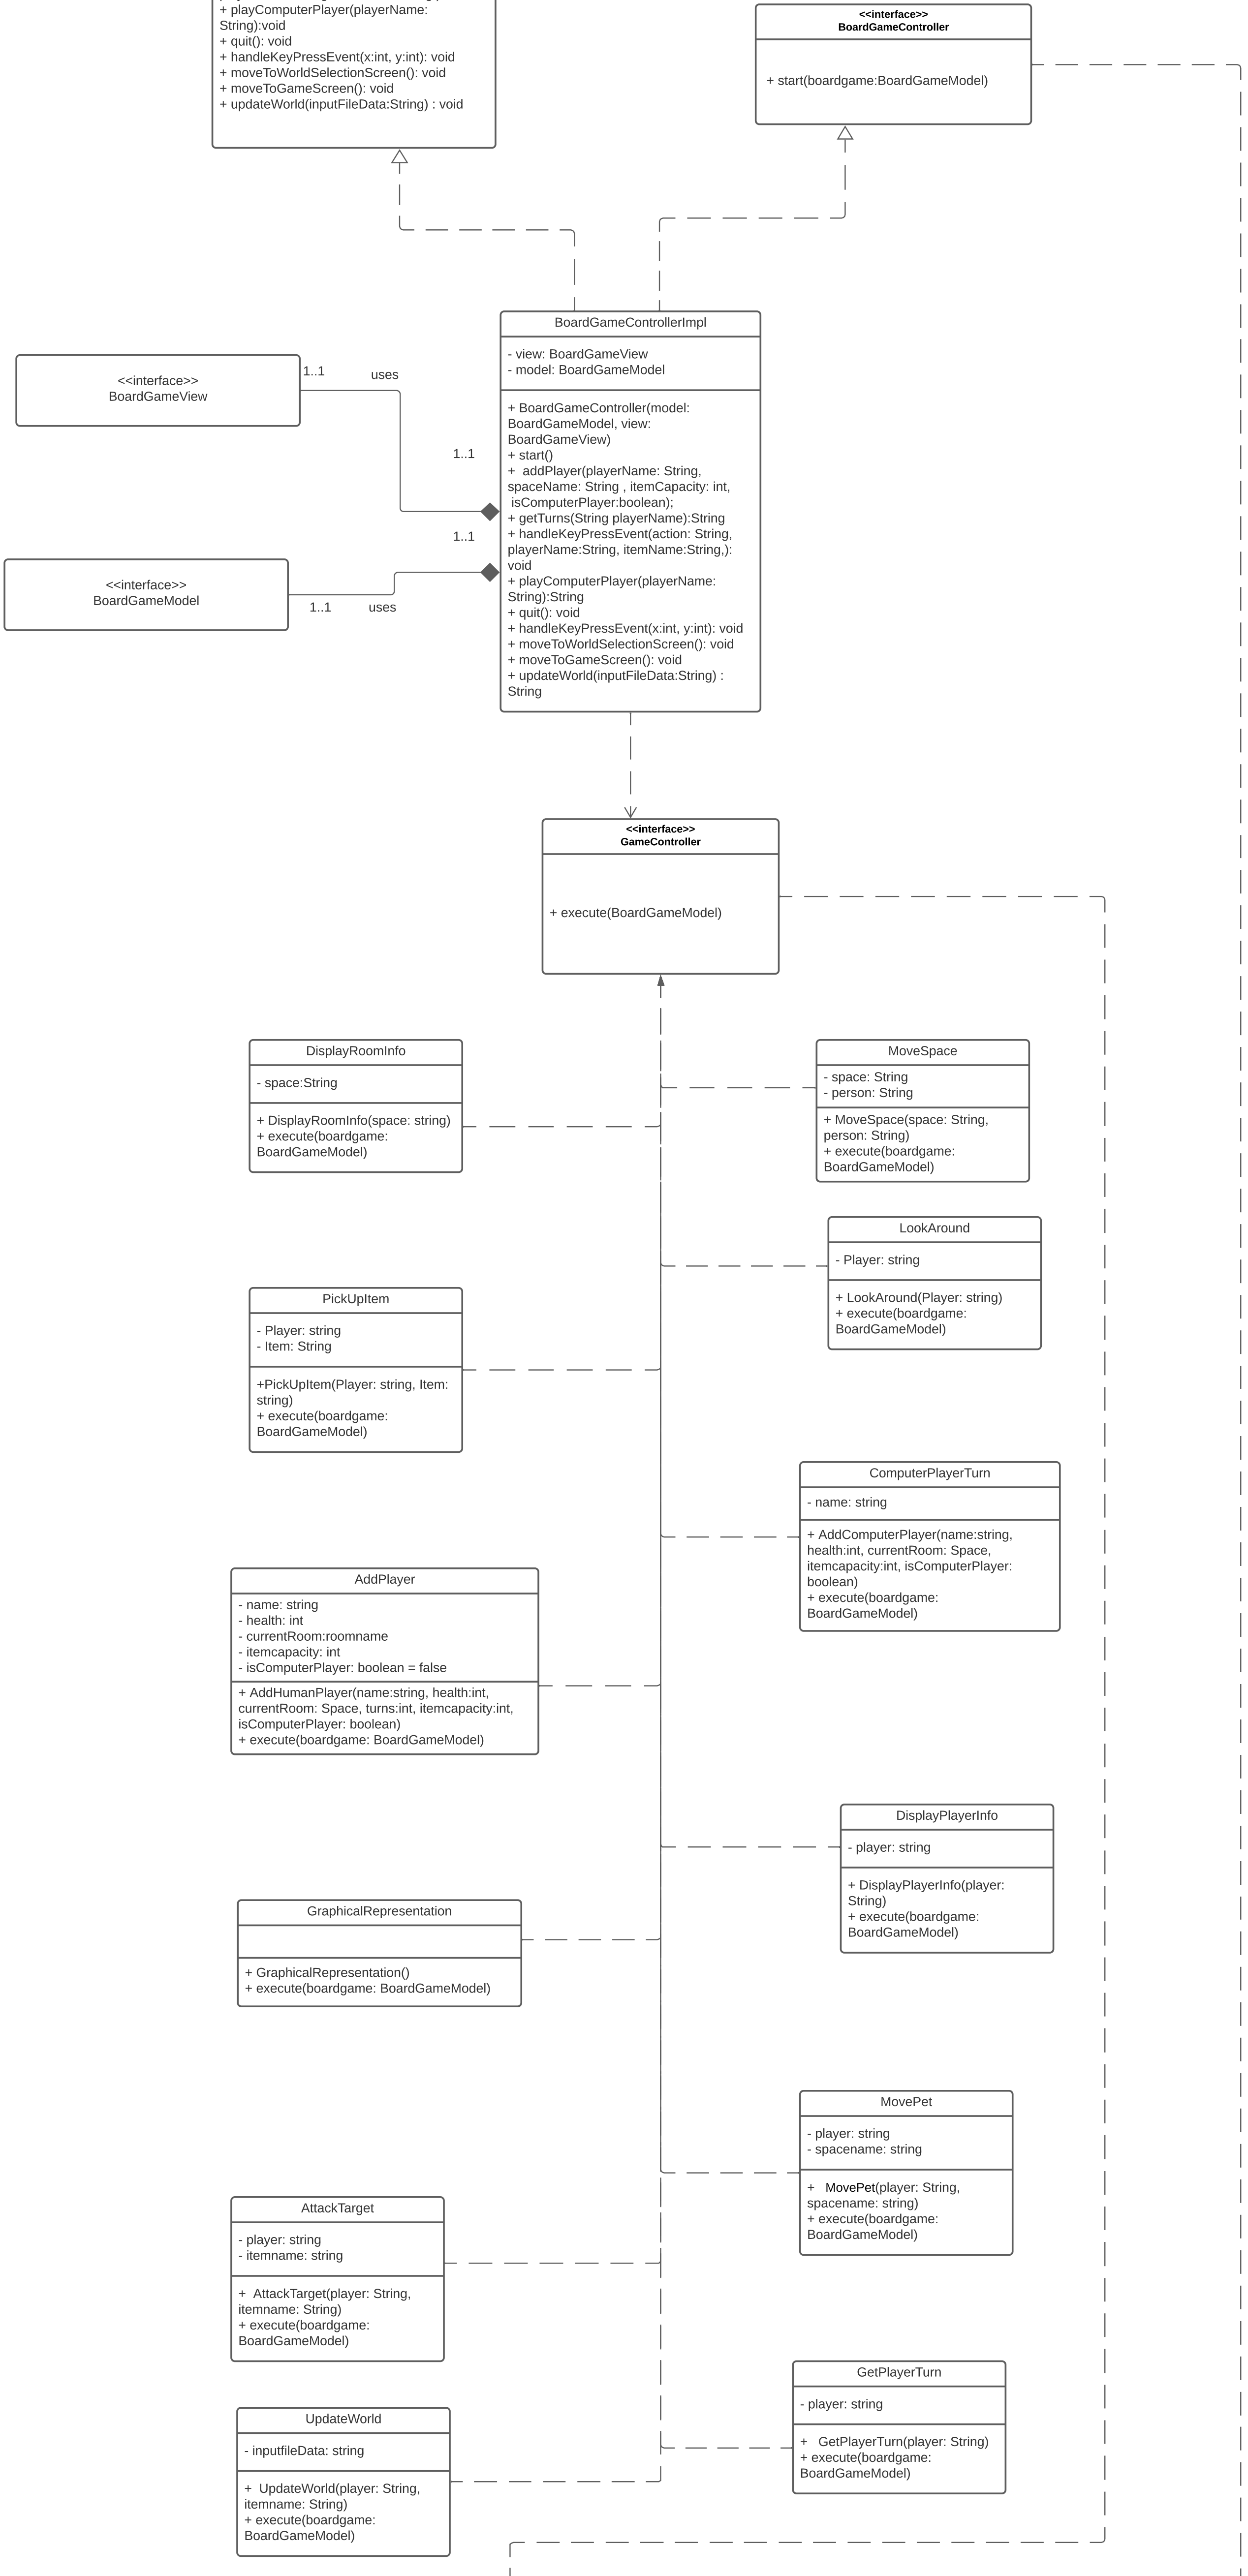 + playComputerPlayer(playerName:
String):void
+ quit(): void
+ handleKeyPressEvent(x:int, y:int): void
+ moveToWorldSelectionScreen(): void
+ moveToGameScreen(): void
+ updateWorld(inputFileData:String) : void
<<interface>>
BoardGameController
+ start(boardgame:BoardGameModel)
BoardGameControllerImpl
- view: BoardGameView
- model: BoardGameModel
+ BoardGameController(model:
BoardGameModel, view:
BoardGameView)
+ start()
+  addPlayer(playerName: String,
spaceName: String , itemCapacity: int,
isComputerPlayer:boolean);
+ getTurns(String playerName):String
+ handleKeyPressEvent(action: String,
playerName:String, itemName:String,):
void
+ playComputerPlayer(playerName:
String):String
+ quit(): void
+ handleKeyPressEvent(x:int, y:int): void
+ moveToWorldSelectionScreen(): void
+ moveToGameScreen(): void
+ updateWorld(inputFileData:String) :
String
<<interface>>
BoardGameView
1..1
uses
1..1
1..1
<<interface>>
BoardGameModel
1..1
uses
<<interface>>
GameController
+ execute(BoardGameModel)
DisplayRoomInfo
- space:String
+ DisplayRoomInfo(space: string)
+ execute(boardgame:
BoardGameModel)
MoveSpace
- space: String
- person: String
+ MoveSpace(space: String,
person: String)
+ execute(boardgame:
BoardGameModel)
LookAround
- Player: string
+ LookAround(Player: string)
+ execute(boardgame:
BoardGameModel)
PickUpItem
- Player: string
- Item: String
+PickUpItem(Player: string, Item:
string)
+ execute(boardgame:
BoardGameModel)
ComputerPlayerTurn
- name: string
+ AddComputerPlayer(name:string,
health:int, currentRoom: Space,
itemcapacity:int, isComputerPlayer:
boolean)
+ execute(boardgame:
BoardGameModel)
AddPlayer
- name: string
- health: int
- currentRoom:roomname
- itemcapacity: int
- isComputerPlayer: boolean = false
+ AddHumanPlayer(name:string, health:int,
currentRoom: Space, turns:int, itemcapacity:int,
isComputerPlayer: boolean)
+ execute(boardgame: BoardGameModel)
DisplayPlayerInfo
- player: string
+ DisplayPlayerInfo(player:
String)
+ execute(boardgame:
BoardGameModel)
GraphicalRepresentation
+ GraphicalRepresentation()
+ execute(boardgame: BoardGameModel)
MovePet
- player: string
- spacename: string
+   MovePet(player: String,
spacename: string)
+ execute(boardgame:
BoardGameModel)
AttackTarget
- player: string
- itemname: string
+  AttackTarget(player: String,
itemname: String)
+ execute(boardgame:
BoardGameModel)
GetPlayerTurn
- player: string
+   GetPlayerTurn(player: String)
+ execute(boardgame:
BoardGameModel)
UpdateWorld
- inputfileData: string
+  UpdateWorld(player: String,
itemname: String)
+ execute(boardgame:
BoardGameModel)